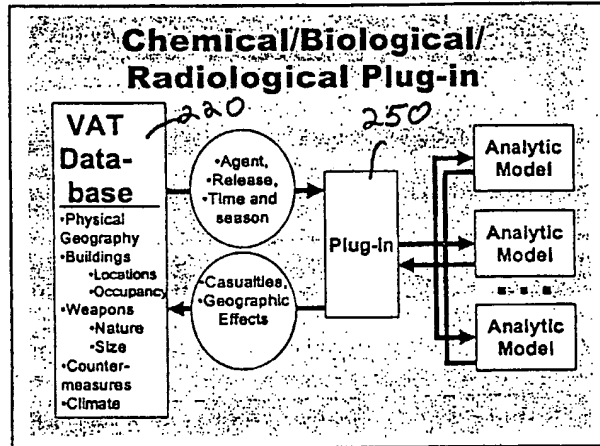 Chemical/Biological/
Radiological Plug-in
220
250
VAT
Data-
base
•Physical
Geography
•Buildings
•Locations
•Occupancy
•Weapons
•Nature
•Size
•Counter-
measures
•Climate
•Agent,
•Release,
•Time and
season
•Casualties,
•Geographic
Effects
Plug-in
Analytic
Model
Analytic
Model
Analytic
Model